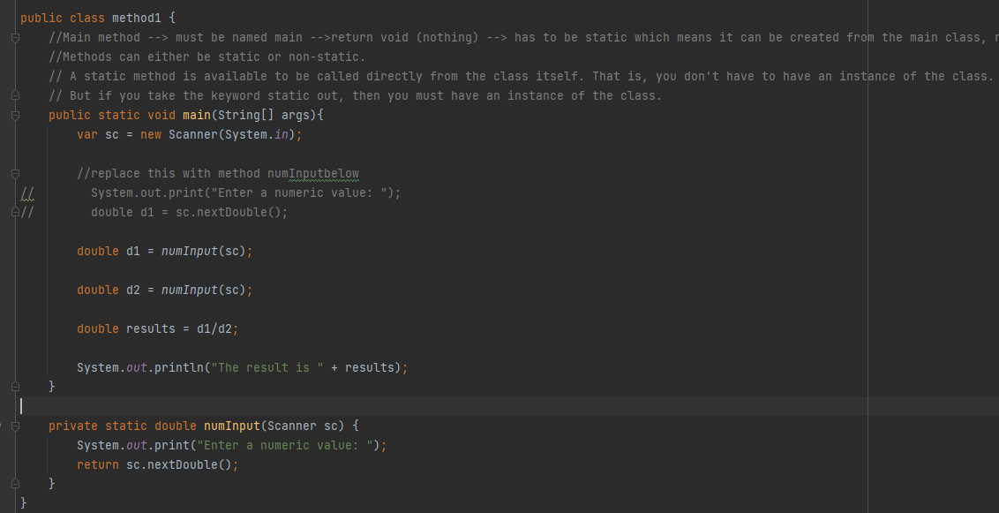 public class method1 {
//Main method --> must be named main -->return void (nothing) --> has to be static which means it can be created from the main class,
//Methods can either be static or non-static.
// A static method is available to be called directly from the class itself. That is, you don't have to have an instance of the class.
// But if you take the keyword static out, then you must have an instance of the class.
public static void main(String[] args){
var sc = new Scanner(System.in);
//replace this with method numInputbelow
// System.out.print("Enter a numeric value: ");
// double d1 = sc.nextDouble();
double d1 = numInput(sc);
double d2 = numInput(sc);
double results = d1/d2;
System.out.println("The result is " + results);
}
private static double numInput(Scanner sc) {
System.out.print("Enter a numeric value: ");
return sc.nextDouble();
}
}